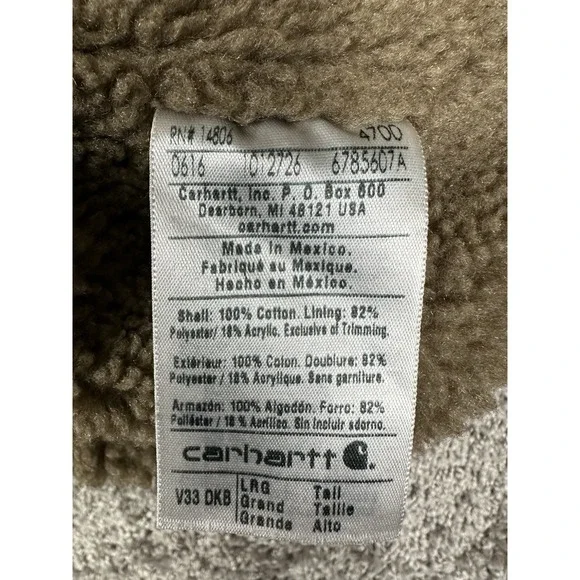 RN# 14806 4700
0616 1012726 6785607A
Carhartt, Inc. P. O. Box 600
Dearborn, MI 48121 USA
carhartt.com
Made in Mexico.
Fabriqué au Mexique.
Hecho en México.
Shell: 100% Cotton. Lining: 82%
Polyester/ 18% Acrylic. Exclusive of Trimming.
Extérieur: 100% Coton. Doublure: 82%
Polyester / 18% Acrylique. Sans garniture.
Armazón: 100% Algodón. Forro: 82%
Poliéster / 18 % Acrílico. Sin incluir adorno.
carhartt
V33 DKB LRG Tall
Grand Taille
Grande Alto